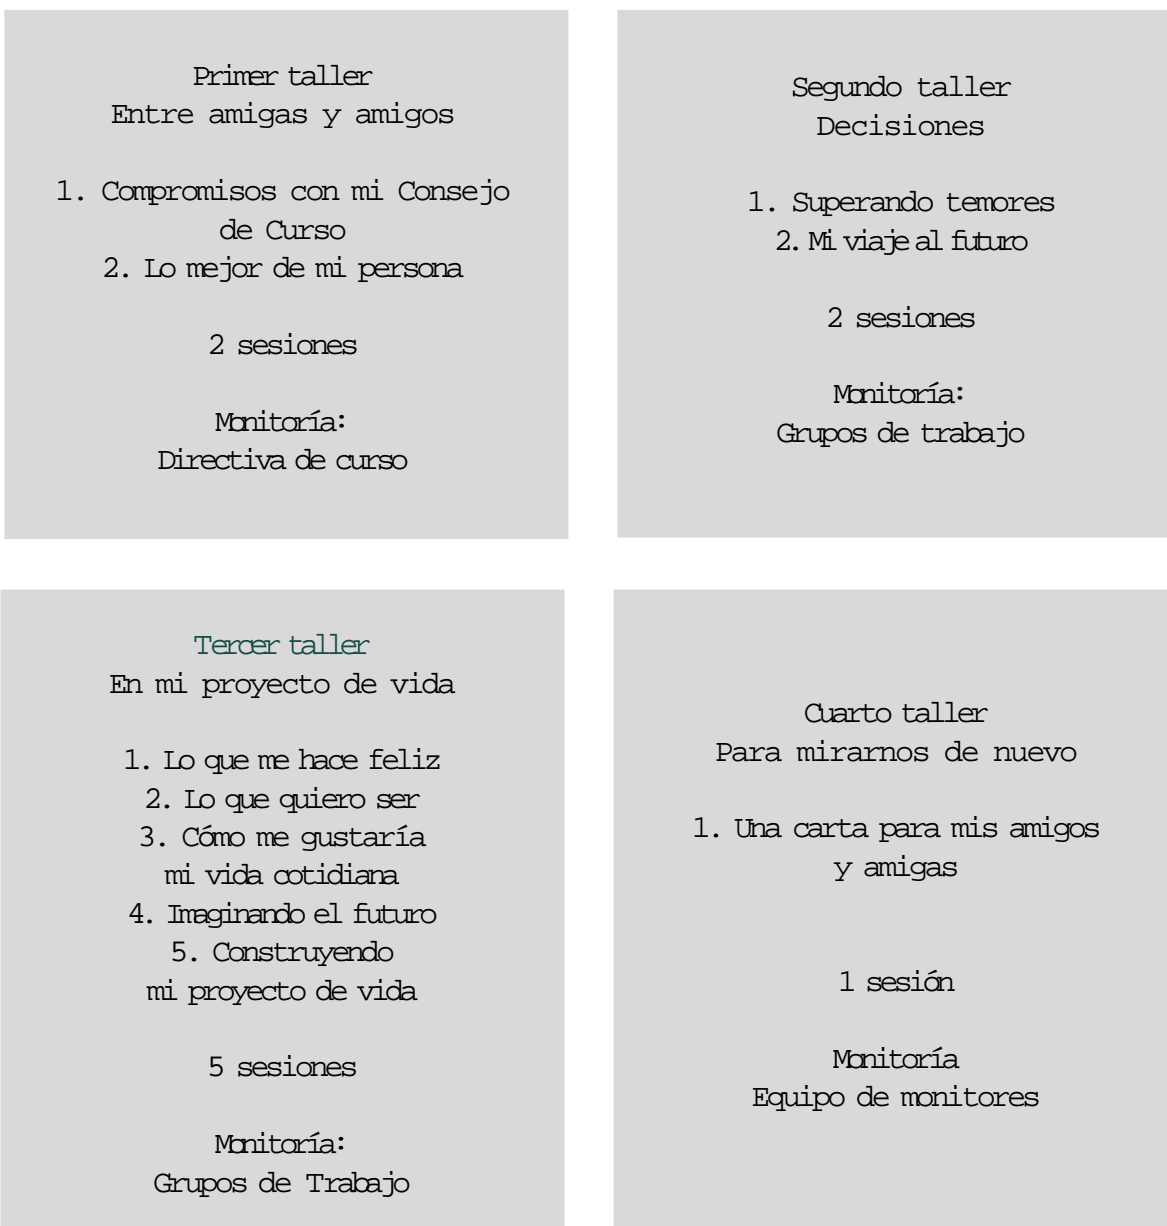 Primer taller
Entre amigas y amigos
1. Compromisos con mi Consejo
de Curso
2. Lo mejor de mi persona
2 sesiones
Monitoría:
Directiva de curso
Segundo taller
Decisiones
1. Superando temores
2. Mi viaje al futuro
2 sesiones
Monitoría:
Grupos de trabajo
Tercer taller
En mi proyecto de vida
1. Lo que me hace feliz
2. Lo que quiero ser
3. Cómo me gustaría
mi vida cotidiana
4. Imaginando el futuro
5. Construyendo
mi proyecto de vida
5 sesiones
Monitoría:
Grupos de Trabajo
Cuarto taller
Para mirarnos de nuevo
1. Una carta para mis amigos
y amigas
1 sesión
Monitoría
Equipo de monitores